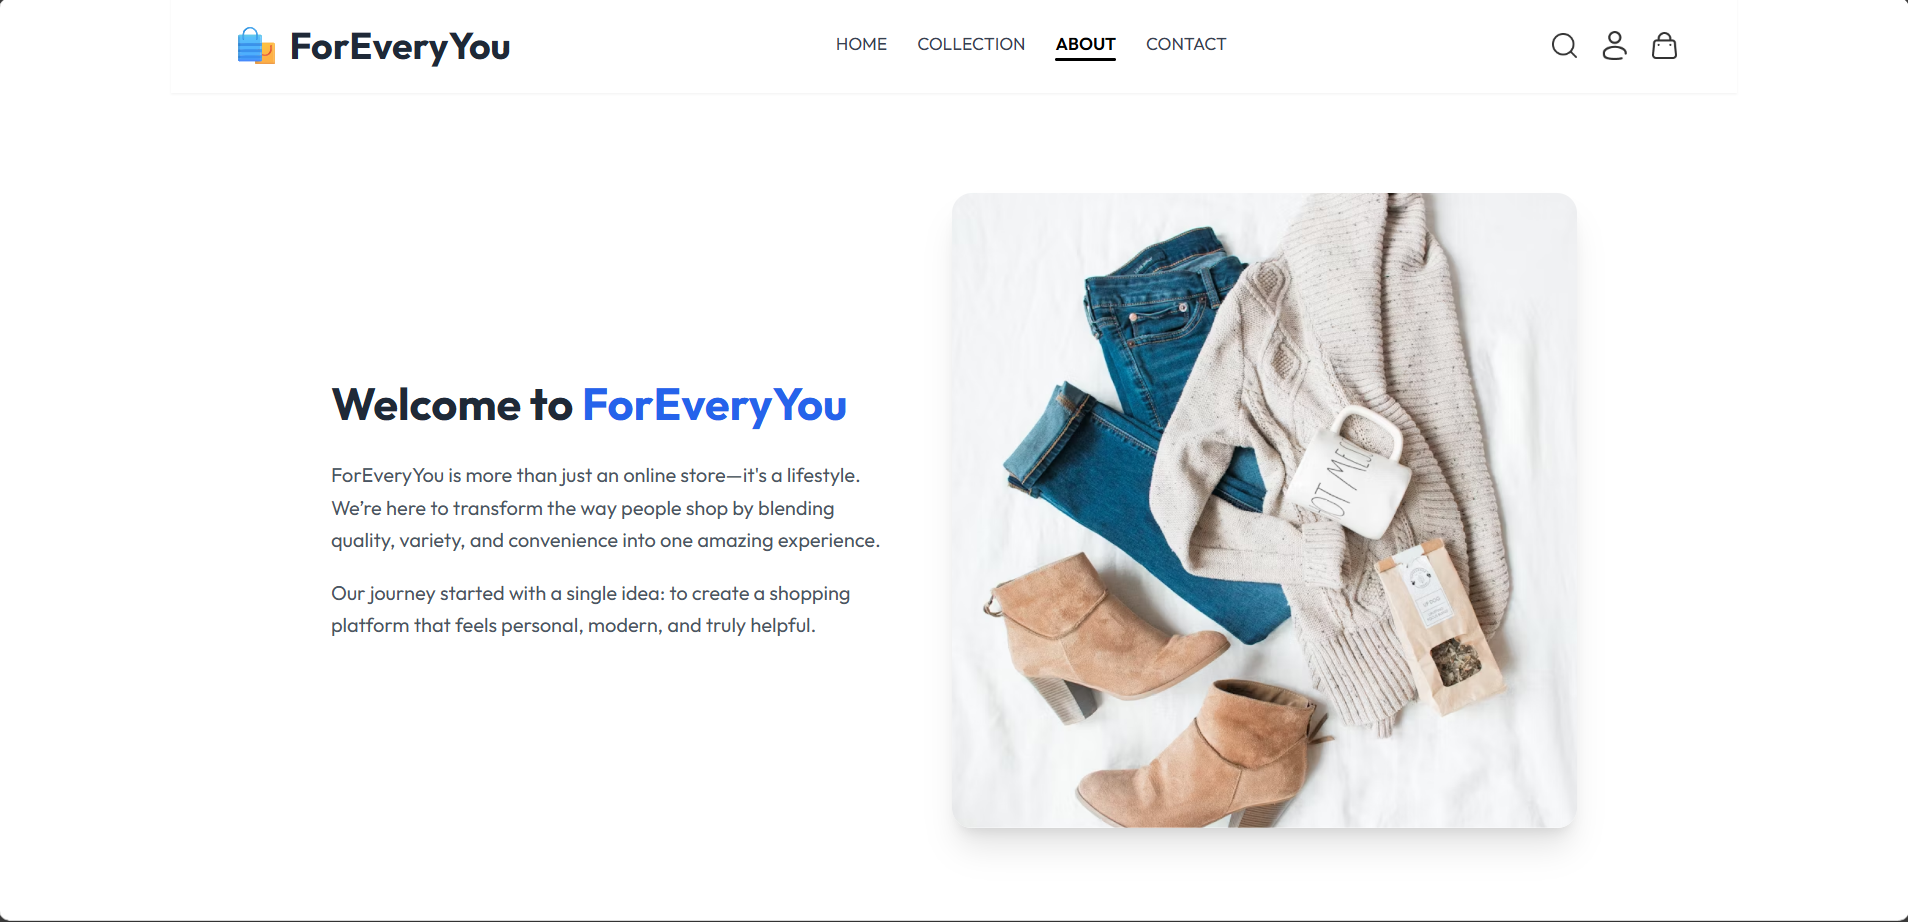 ForEveryYou
HOME COLLECTION ABOUT CONTACT
Welcome to ForEveryYou
ForEveryYou is more than just an online store—it's a lifestyle.
We’re here to transform the way people shop by blending
quality, variety, and convenience into one amazing experience.
Our journey started with a single idea: to create a shopping
platform that feels personal, modern, and truly helpful.